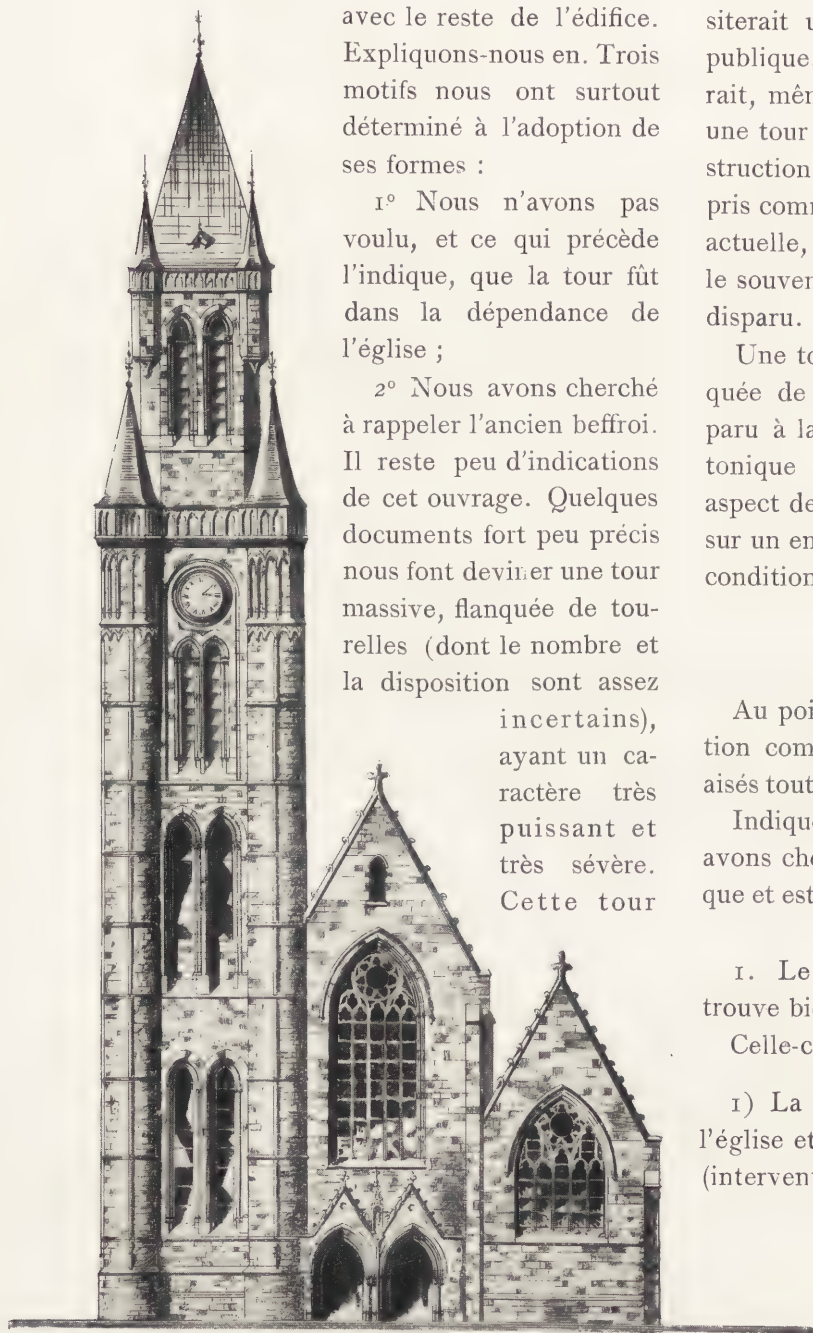 avec le reste de l'édifice.
Expliquons-nous en. Trois
motifs nous ont surtout
déterminé à l'adoption de
ses formes :
1º Nous n'avons pas
voulu, et ce qui précède
l'indique, que la tour fût
dans la dépendance de
l'église ;
2º Nous avons cherché
à rappeler l'ancien beffroi.
Il reste peu d'indications
de cet ouvrage. Quelques
documents fort peu précis
nous font deviner une tour
massive, flanquée de tou-
relles (dont le nombre et
la disposition sont assez
incertains),
ayant un ca-
ractère très
puissant et
très sévère.
Cette tour
siterait
publique
rait, mêm
une tour
struction
pris comm
actuelle,
le souven
disparu.
Une to
quée de
paru à la
tonique
aspect de
sur un en
condition
Au poi
tion com
aisés tout
Indique
avons che
que et est
1. Le
trouve bi
Celle-c
1) La
l'église et
(interven